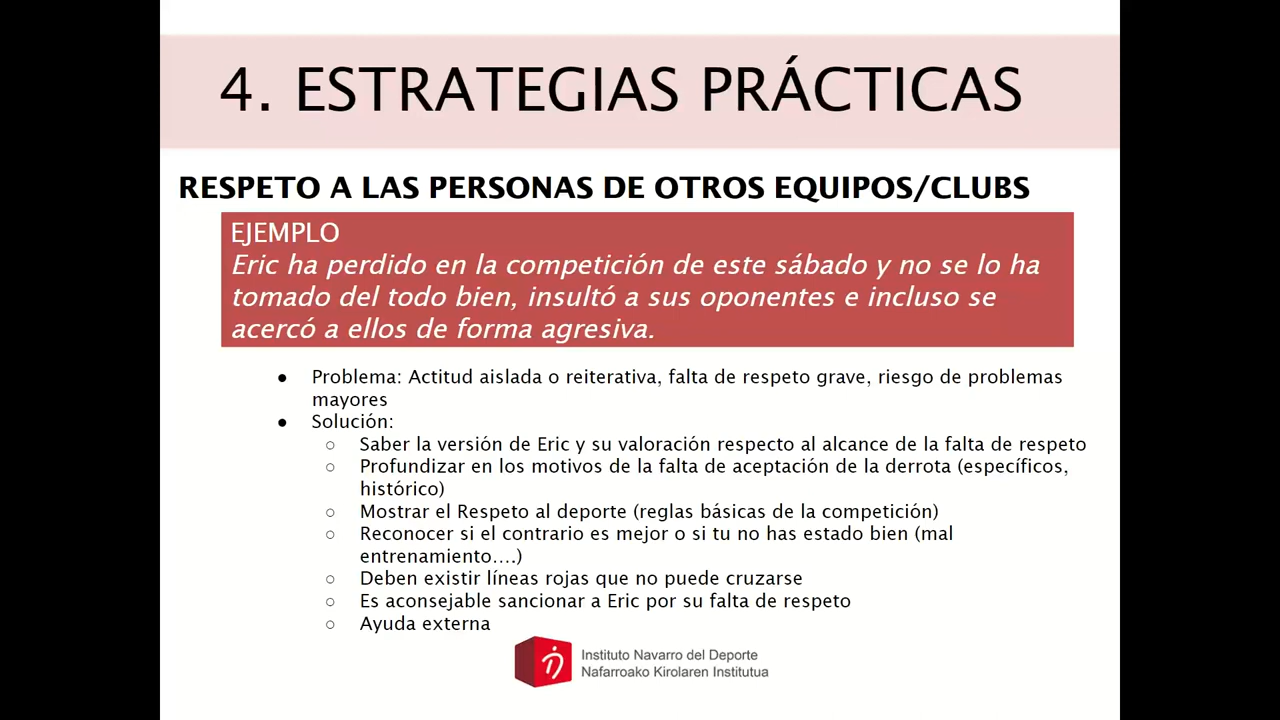 4. ESTRATEGIAS PRÁCTICAS
RESPETO A LAS PERSONAS DE OTROS EQUIPOS/CLUBS
EJEMPLO
Eric ha perdido en la competición de este sábado y no se lo ha
tomado del todo bien, insultó a sus oponentes e incluso se
acercó a ellos de forma agresiva.
● Problema: Actitud aislada o reiterativa, falta de respeto grave, riesgo de problemas
mayores
● Solución:
○ Saber la versión de Eric y su valoración respecto al alcance de la falta de respeto
○ Profundizar en los motivos de la falta de aceptación de la derrota (específicos,
histórico)
○ Mostrar el Respeto al deporte (reglas básicas de la competición)
○ Reconocer si el contrario es mejor o si tu no has estado bien (mal
entrenamiento....)
○ Deben existir líneas rojas que no puede cruzarse
○ Es aconsejable sancionar a Eric por su falta de respeto
○ Ayuda externa
Instituto Navarro del Deporte
Nafarroako Kirolaren Institutua